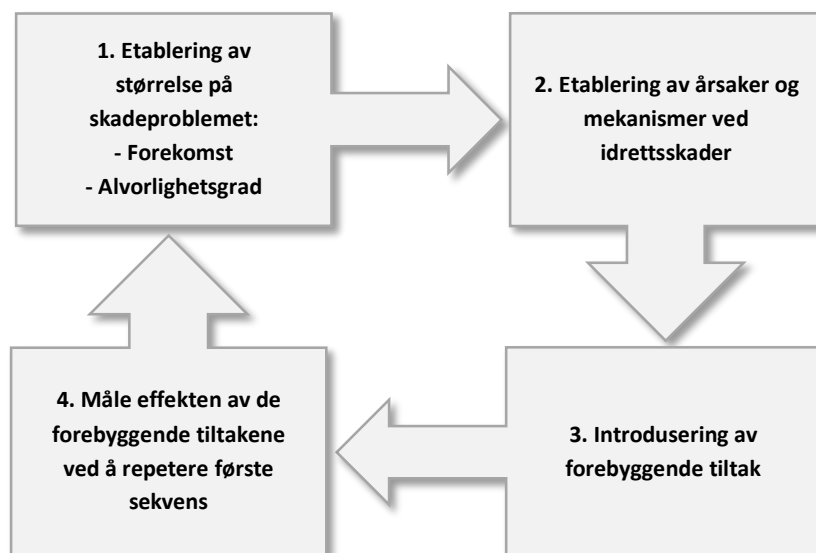 1. Etablering av
størrelse på
skadeproblemet:
- Forekomst
- Alvorlighetsgrad
2. Etablering av årsaker og
mekanismer ved
idrettsskader
3. Introdusering av
forebyggende tiltak
4. Måle effekten av de
forebyggende tiltakene
ved å repetere første
sekvens